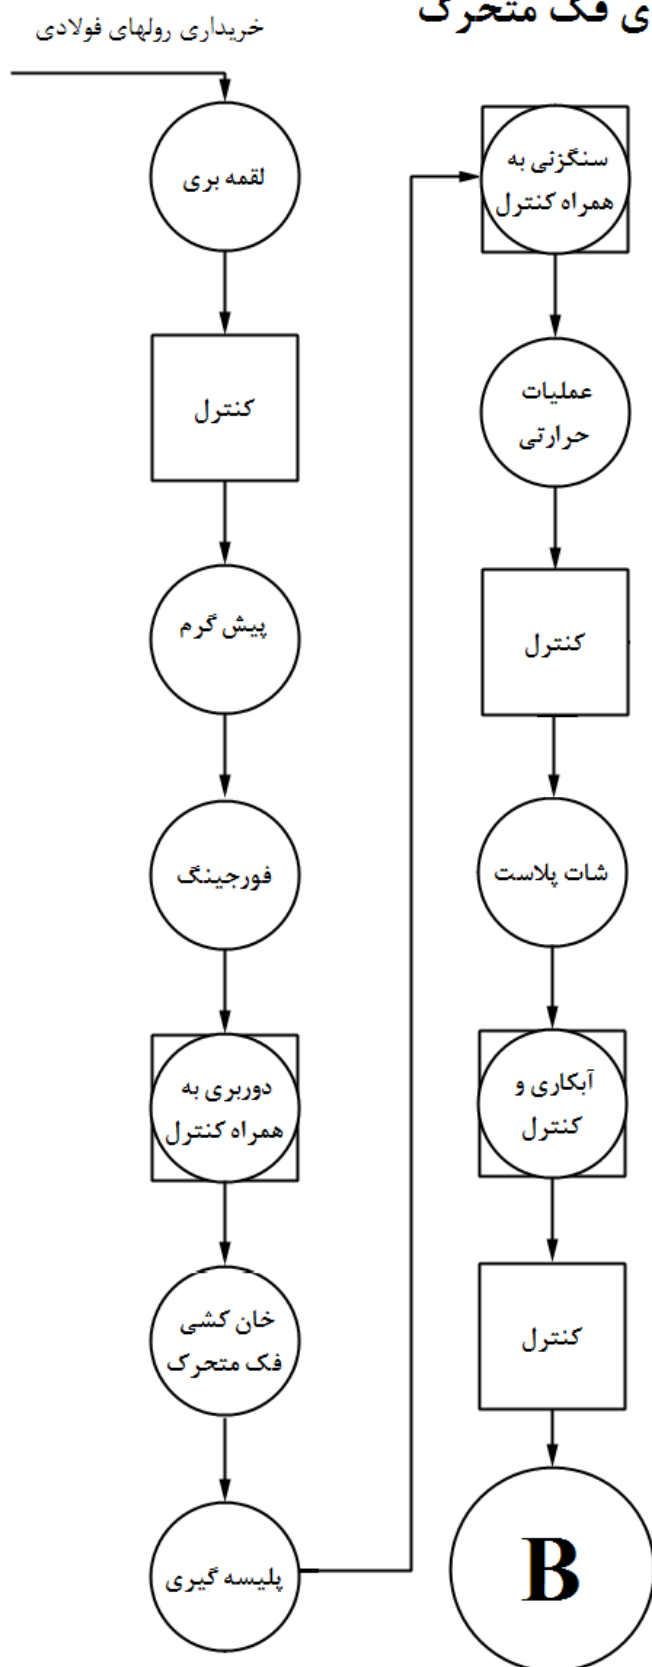 ی فک متحرک
خریداری رولهای فولادی
لقمه بری
کنترل
پیش گرم
فورجینگ
دوربری به
همراه کنترل
خان کشی
فک متحرک
پلیسه گیری
سنگزنی به
همراه کنترل
عملیات
حرارتی
کنترل
شات پلاست
آبکاری و
کنترل
کنترل
B